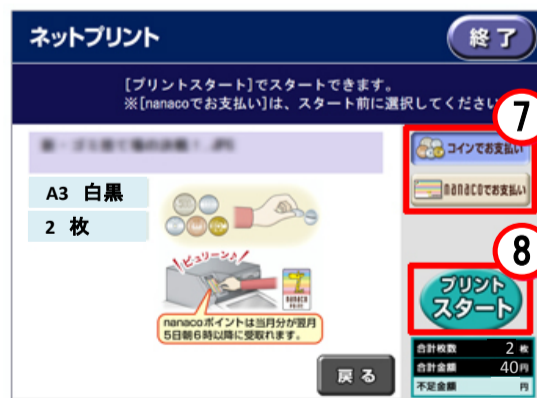 ネットプリント
終了
[プリントスタート]でスタートできます。
※[nanacoでお支払い]は、スタート前に選択してください
7
コインでお支払い
nanacoでお支払い
A3 白黒
2 枚
ピュリーン♪
nanaco
nanacoポイントは当月分が翌月
5日朝6時以降に受取れます。
8
プリント
スタート
戻る
合計枚数 2 枚
合計金額 40円
不足金額 円